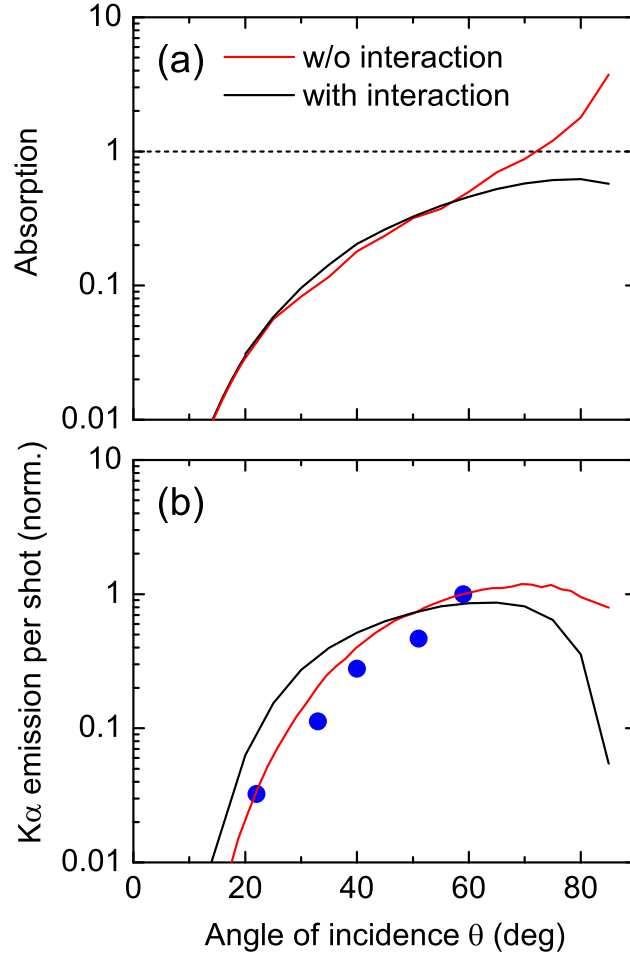 10
(a)
w/o interaction
with interaction
1
Absorption
0.1
0.01
10
(b)
Kα emission per shot (norm.)
1
0.1
0.01
0 20 40 60 80
Angle of incidence θ (deg)